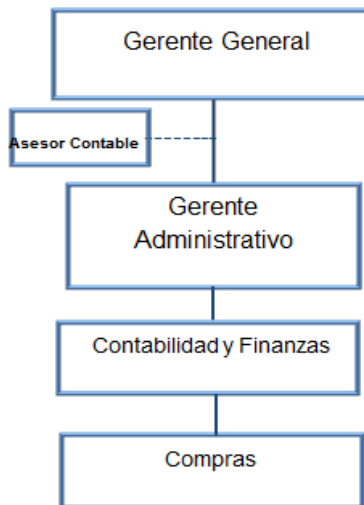 Gerente General
Asesor Contable
Gerente
Administrativo
Contabilidad y Finanzas
Compras